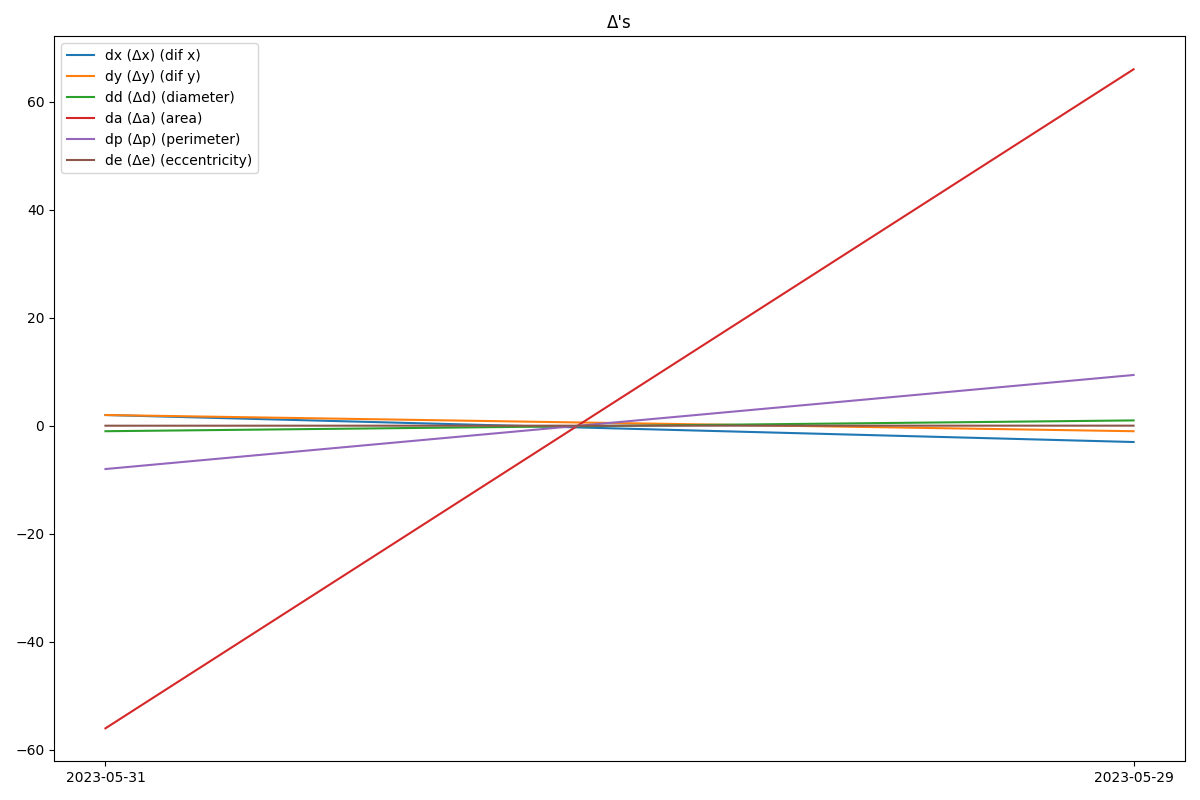 Δ's
dx (Δx) (dif x)
dy (Δy) (dif y)
dd (Δd) (diameter)
da (Δa) (area)
dp (Δp) (perimeter)
de (Δe) (eccentricity)
60
40
20
0
−20
−40
−60
2023-05-31 2023-05-29